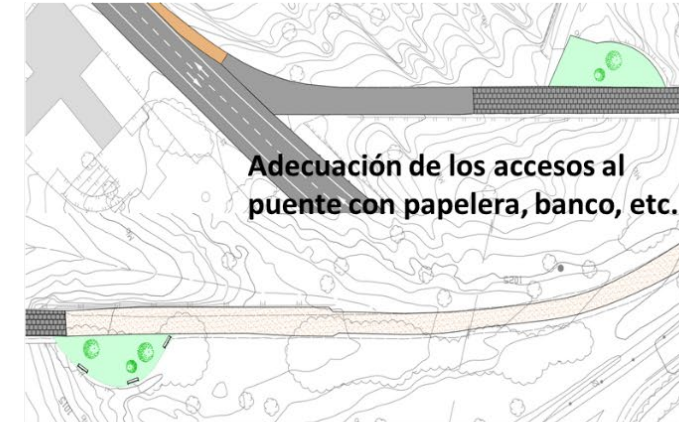 Adecuación de los accesos al
puente con papelera, banco, etc.